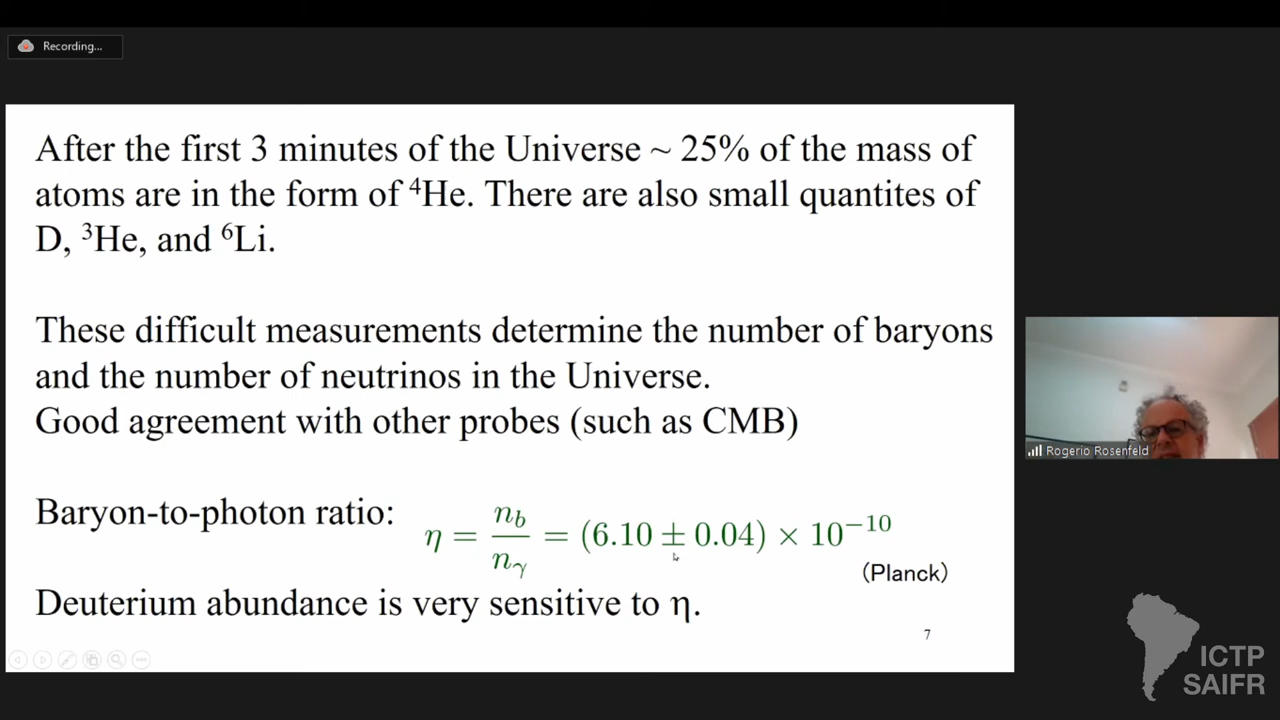 Recording...
After the first 3 minutes of the Universe ~ 25% of the mass of
atoms are in the form of ⁴He. There are also small quantites of
D, ³He, and ⁶Li.
These difficult measurements determine the number of baryons
and the number of neutrinos in the Universe.
Good agreement with other probes (such as CMB)
Baryon-to-photon ratio: η = n_b / n_γ = (6.10 ± 0.04) × 10⁻¹⁰
(Planck)
Deuterium abundance is very sensitive to η.
7
Rogerio Rosenfeld
ICTP
SAIFR